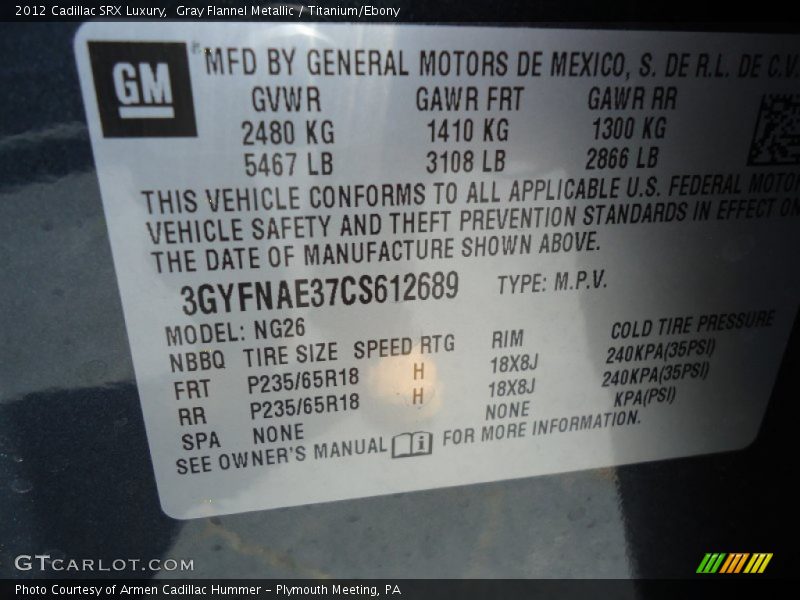 2012 Cadillac SRX Luxury,  Gray Flannel Metallic / Titanium/Ebony
GM
® MFD BY GENERAL MOTORS DE MEXICO, S. DE R.L. DE C.V.
GVWR GAWR FRT GAWR RR
2480 KG 1410 KG 1300 KG
5467 LB 3108 LB 2866 LB
THIS VEHICLE CONFORMS TO ALL APPLICABLE U.S. FEDERAL MOTOR
VEHICLE SAFETY AND THEFT PREVENTION STANDARDS IN EFFECT ON
THE DATE OF MANUFACTURE SHOWN ABOVE.
3GYFNAE37CS612689 TYPE: M.P.V.
MODEL: NG26
NBBQ TIRE SIZE SPEED RTG RIM COLD TIRE PRESSURE
FRT P235/65R18 H 18X8J 240KPA(35PSI)
RR P235/65R18 H 18X8J 240KPA(35PSI)
SPA NONE NONE KPA(PSI)
SEE OWNER'S MANUAL i FOR MORE INFORMATION.
GTCARLOT.COM
Photo Courtesy of Armen Cadillac Hummer – Plymouth Meeting, PA